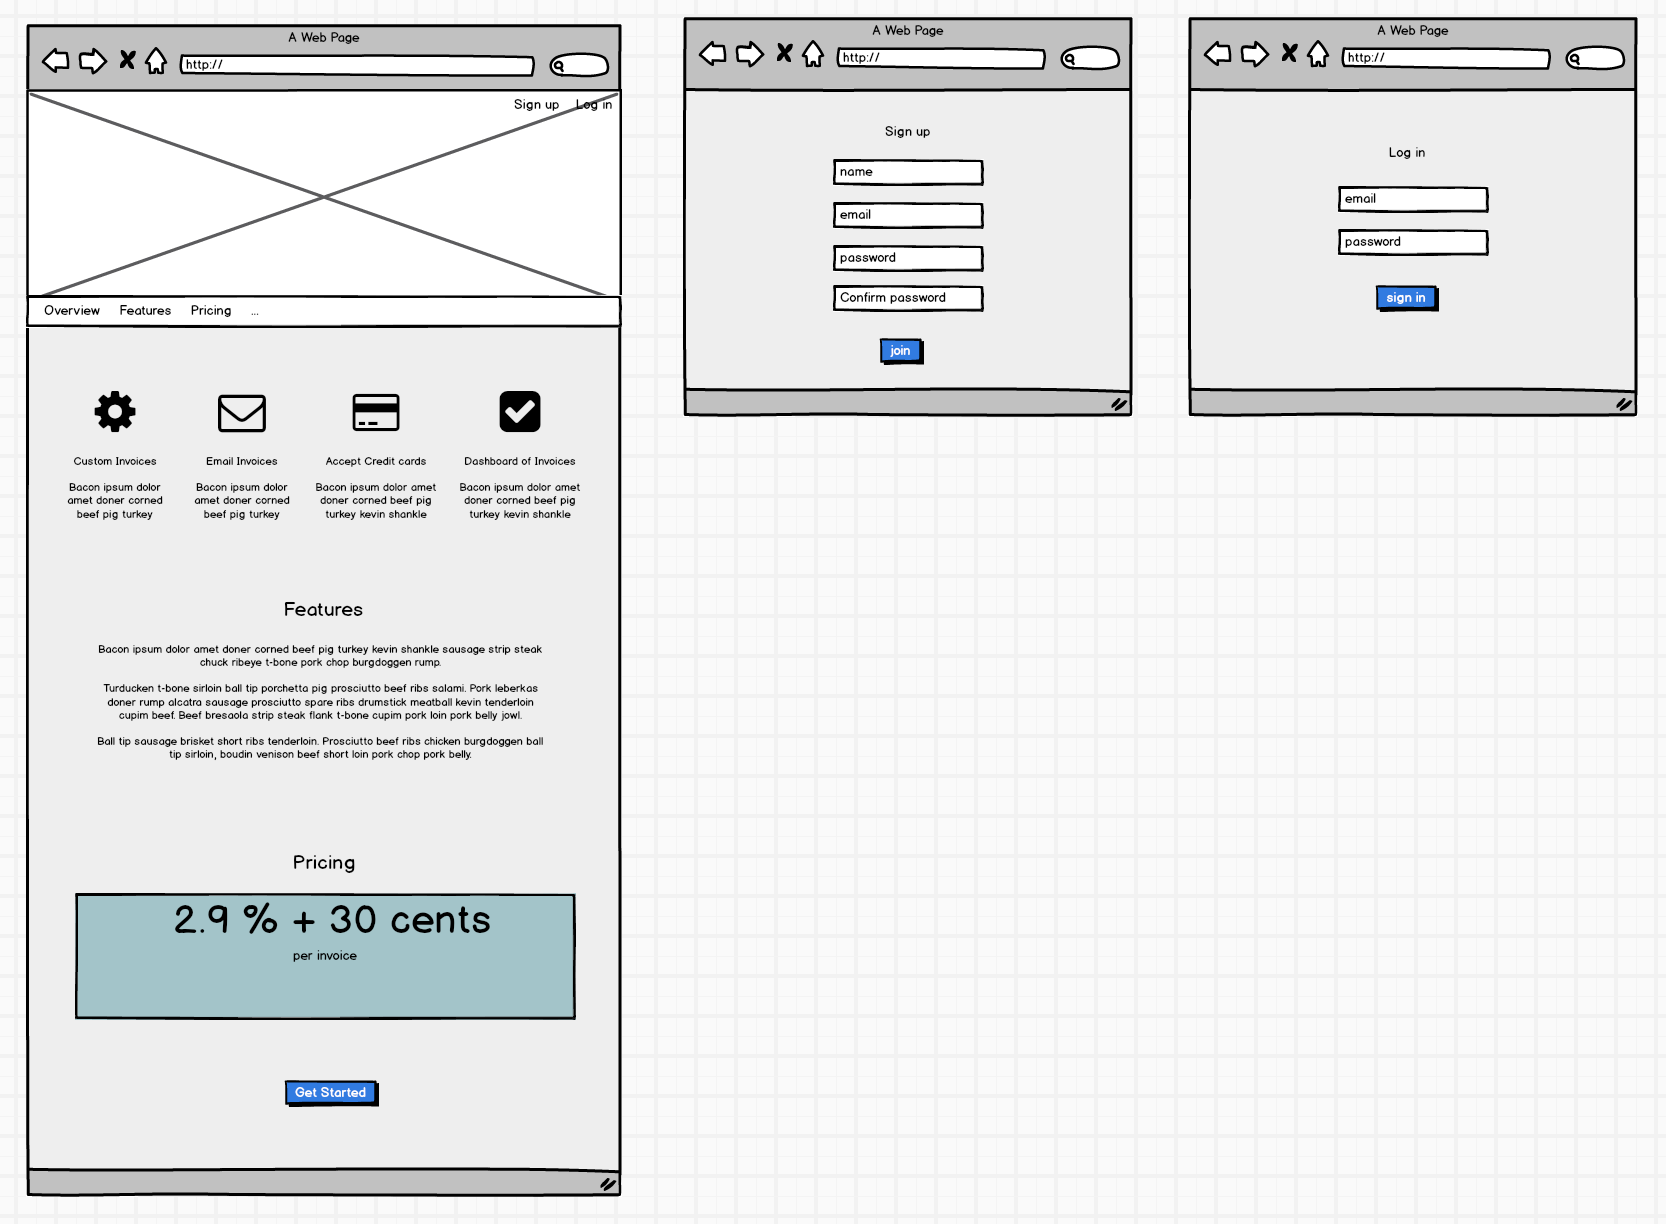 A Web Page
http://
Sign up Log in
Overview Features Pricing ...
Custom Invoices
Bacon ipsum dolor
amet doner corned
beef pig turkey
Email Invoices
Bacon ipsum dolor
amet doner corned
beef pig turkey
Accept Credit cards
Bacon ipsum dolor amet
doner corned beef pig
turkey kevin shankle
Dashboard of Invoices
Bacon ipsum dolor amet
doner corned beef pig
turkey kevin shankle
Features
Bacon ipsum dolor amet doner corned beef pig turkey kevin shankle sausage strip steak
chuck ribeye t-bone pork chop burgdoggen rump.
Turducken t-bone sirloin ball tip porchetta pig prosciutto beef ribs salami. Pork leberkas
doner rump alcatra sausage prosciutto spare ribs drumstick meatball kevin tenderloin
cupim beef. Beef bresaola strip steak flank t-bone cupim pork loin pork belly jowl.
Ball tip sausage brisket short ribs tenderloin. Prosciutto beef ribs chicken burgdoggen ball
tip sirloin, boudin venison beef short loin pork chop pork belly.
Pricing
2.9 % + 30 cents
per invoice
Get Started
A Web Page
http://
Sign up
name
email
password
Confirm password
join
A Web Page
http://
Log in
email
password
sign in